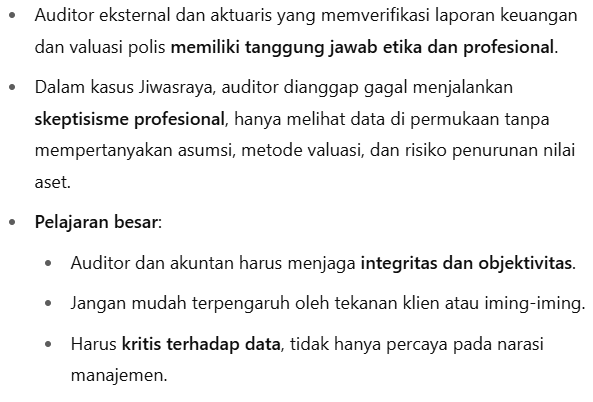 • Auditor eksternal dan aktuaris yang memverifikasi laporan keuangan
dan valuasi polis memiliki tanggung jawab etika dan profesional.
• Dalam kasus Jiwasraya, auditor dianggap gagal menjalankan
skeptisisme profesional, hanya melihat data di permukaan tanpa
mempertanyakan asumsi, metode valuasi, dan risiko penurunan nilai
aset.
• Pelajaran besar:
• Auditor dan akuntan harus menjaga integritas dan objektivitas.
• Jangan mudah terpengaruh oleh tekanan klien atau iming-iming.
• Harus kritis terhadap data, tidak hanya percaya pada narasi
manajemen.